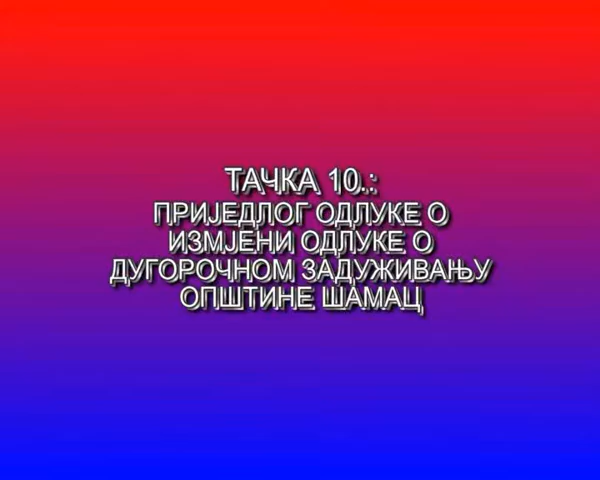 ТАЧКА 10.:
ПРИЈЕДЛОГ ОДЛУКЕ О
ИЗМЈЕНИ ОДЛУКЕ О
ДУГОРОЧНОМ ЗАДУЖИВАЊУ
ОПШТИНЕ ШАМАЦ